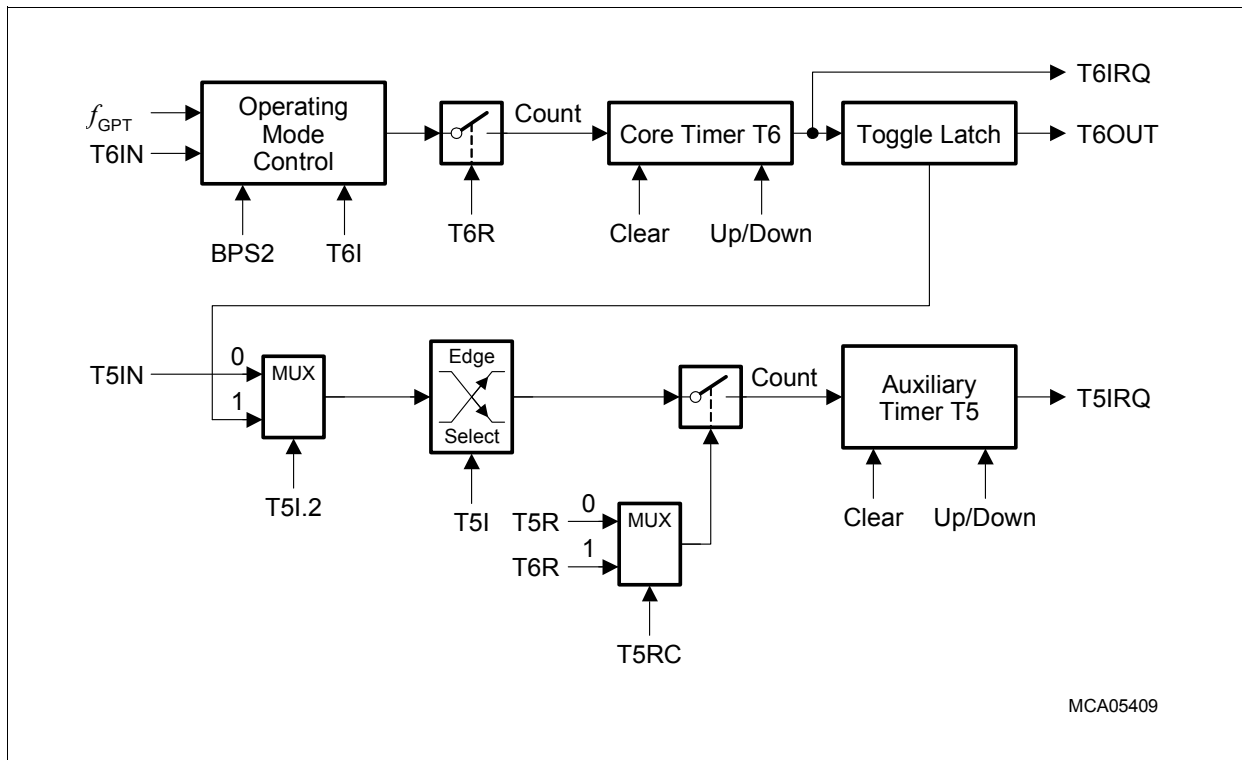 T6IRQ
f GPT
Operating
Mode
Control
Count
Core Timer T6
Toggle Latch
T6OUT
T6IN
T6R
Clear
Up/Down
BPS2
T6I
T5IN
0
1
MUX
Edge
Select
Count
Auxiliary
Timer T5
T5IRQ
T5I.2
T5I
T5R
0
T6R
1
MUX
Clear
Up/Down
T5RC
MCA05409